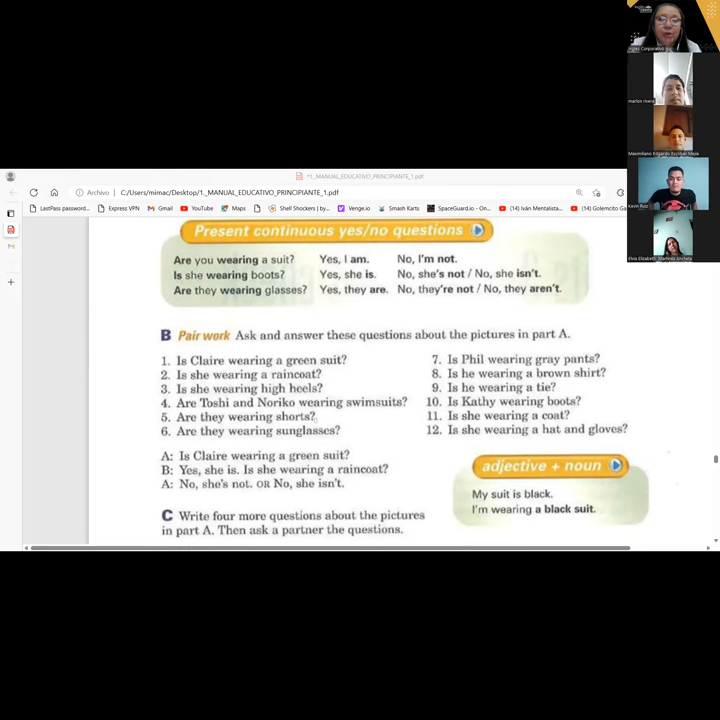 Ingles Corporativo
marlon rivera
Maximiliano Edgardo Escobar Mejia
Kevin Ruiz
*1._MANUAL_EDUCATIVO_PRINCIPIANTE_1.pdf
Archivo | C:/Users/mimac/Desktop/1._MANUAL_EDUCATIVO_PRINCIPIANTE_1.pdf
LastPass password... Express VPN Gmail YouTube Maps Shell Shockers | by... Venge.io Smash Karts SpaceGuard.io - On... (14) Iván Mentalista... (14) Golemcito Ga
Present continuous yes/no questions
Are you wearing a suit? Yes, I am. No, I'm not.
Is she wearing boots? Yes, she is. No, she's not / No, she isn't.
Are they wearing glasses? Yes, they are. No, they're not / No, they aren't.
B Pair work Ask and answer these questions about the pictures in part A.
1. Is Claire wearing a green suit?
2. Is she wearing a raincoat?
3. Is she wearing high heels?
4. Are Toshi and Noriko wearing swimsuits?
5. Are they wearing shorts?
6. Are they wearing sunglasses?
7. Is Phil wearing gray pants?
8. Is he wearing a brown shirt?
9. Is he wearing a tie?
10. Is Kathy wearing boots?
11. Is she wearing a coat?
12. Is she wearing a hat and gloves?
A: Is Claire wearing a green suit?
B: Yes, she is. Is she wearing a raincoat?
A: No, she's not. OR No, she isn't.
adjective + noun
My suit is black.
I'm wearing a black suit.
C Write four more questions about the pictures
in part A. Then ask a partner the questions.